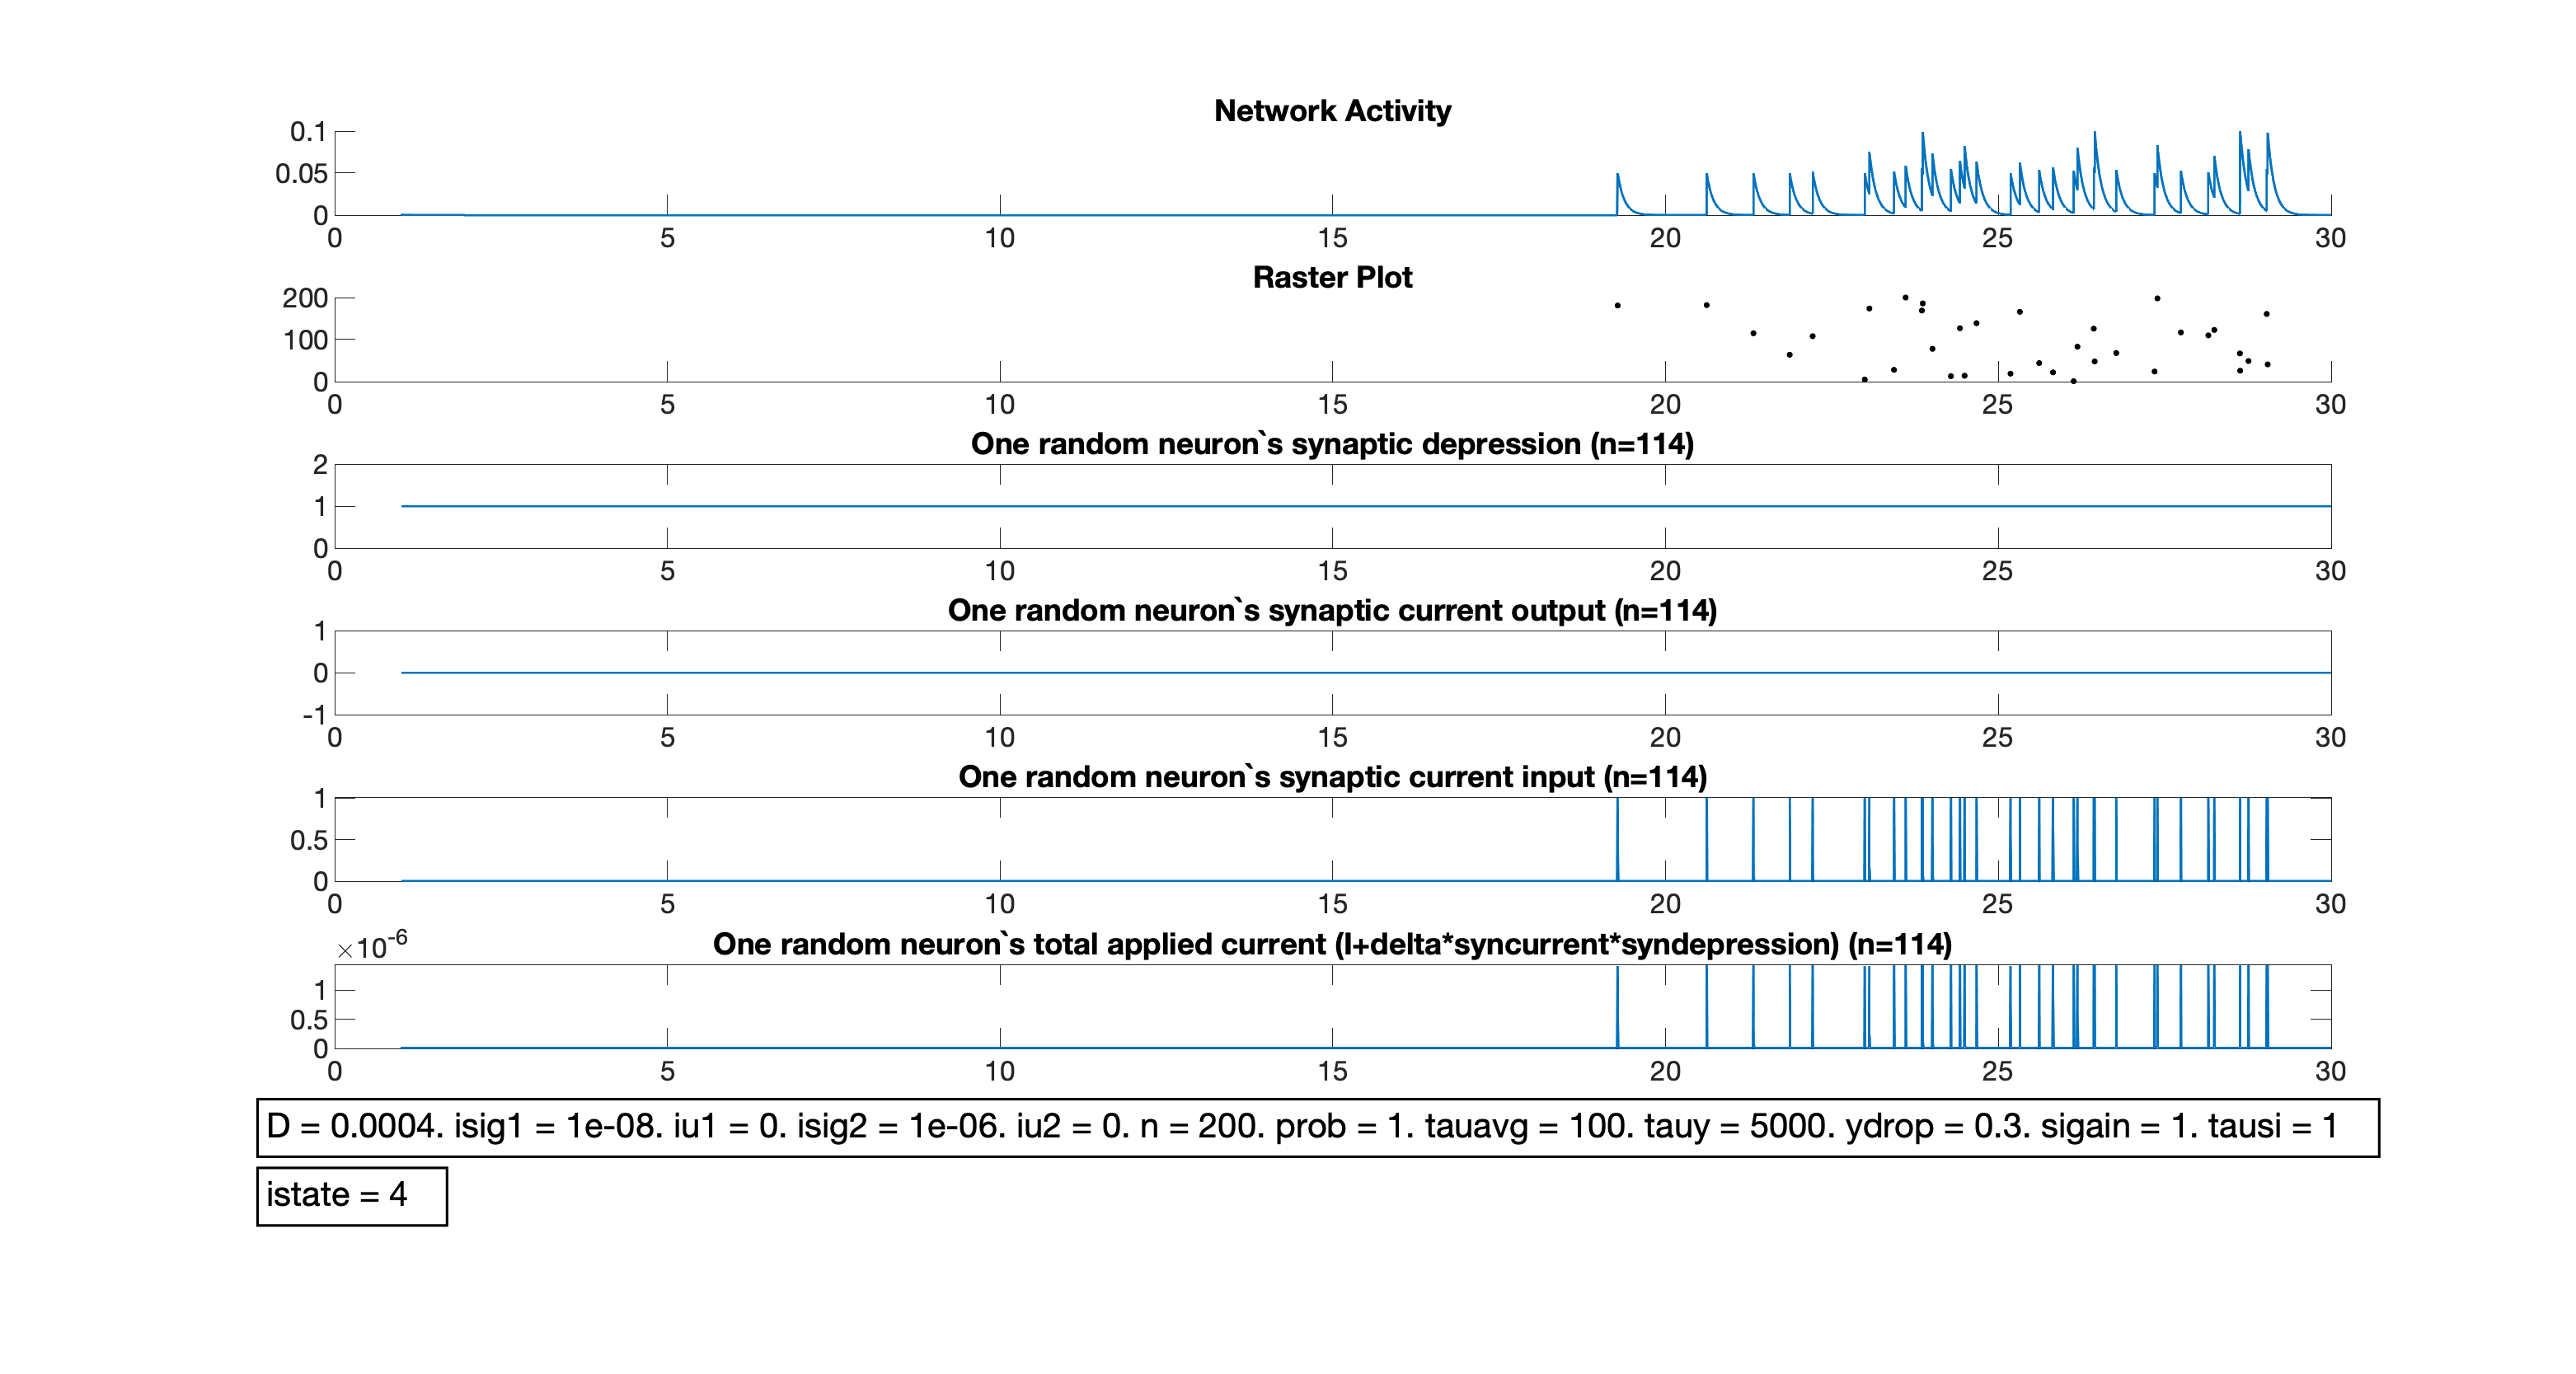 Network Activity
0.1
0.05
0
0 5 10 15 20 25 30
Raster Plot
200
100
0
0 5 10 15 20 25 30
One random neuron`s synaptic depression (n=114)
2
1
0
0 5 10 15 20 25 30
One random neuron`s synaptic current output (n=114)
1
0
-1
0 5 10 15 20 25 30
One random neuron`s synaptic current input (n=114)
1
0.5
0
0 5 10 15 20 25 30
×10-6 One random neuron`s total applied current (I+delta*syncurrent*syndepression) (n=114)
1
0.5
0
0 5 10 15 20 25 30
D = 0.0004. isig1 = 1e-08. iu1 = 0. isig2 = 1e-06. iu2 = 0. n = 200. prob = 1. tauavg = 100. tauy = 5000. ydrop = 0.3. sigain = 1. tausi = 1
istate = 4